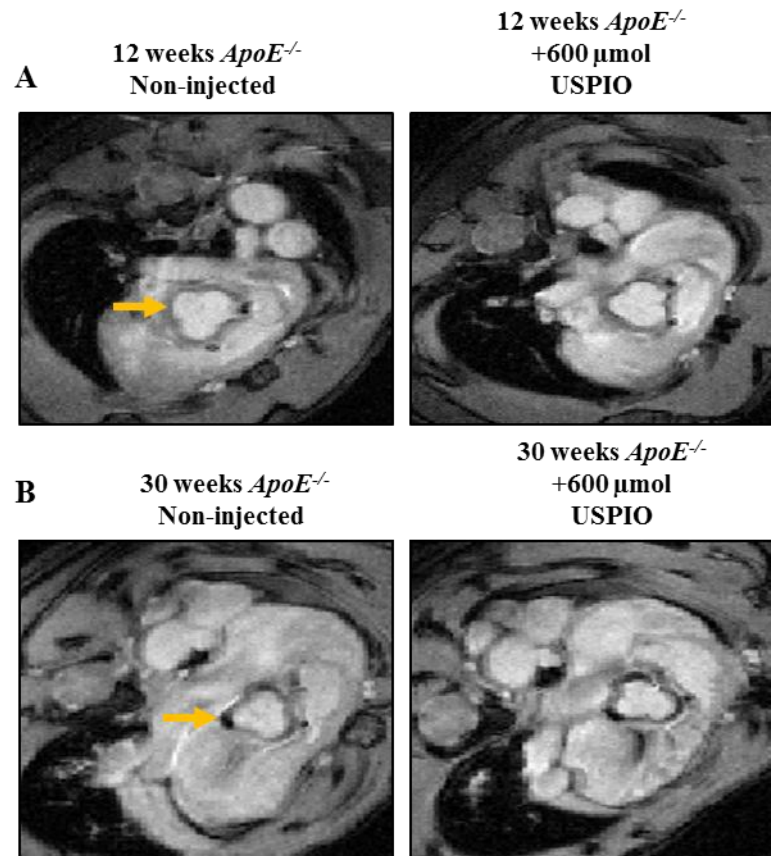 A
12 weeks ApoE-/-
Non-injected
12 weeks ApoE-/-
+600 µmol
USPIO
B
30 weeks ApoE-/-
Non-injected
30 weeks ApoE-/-
+600 µmol
USPIO